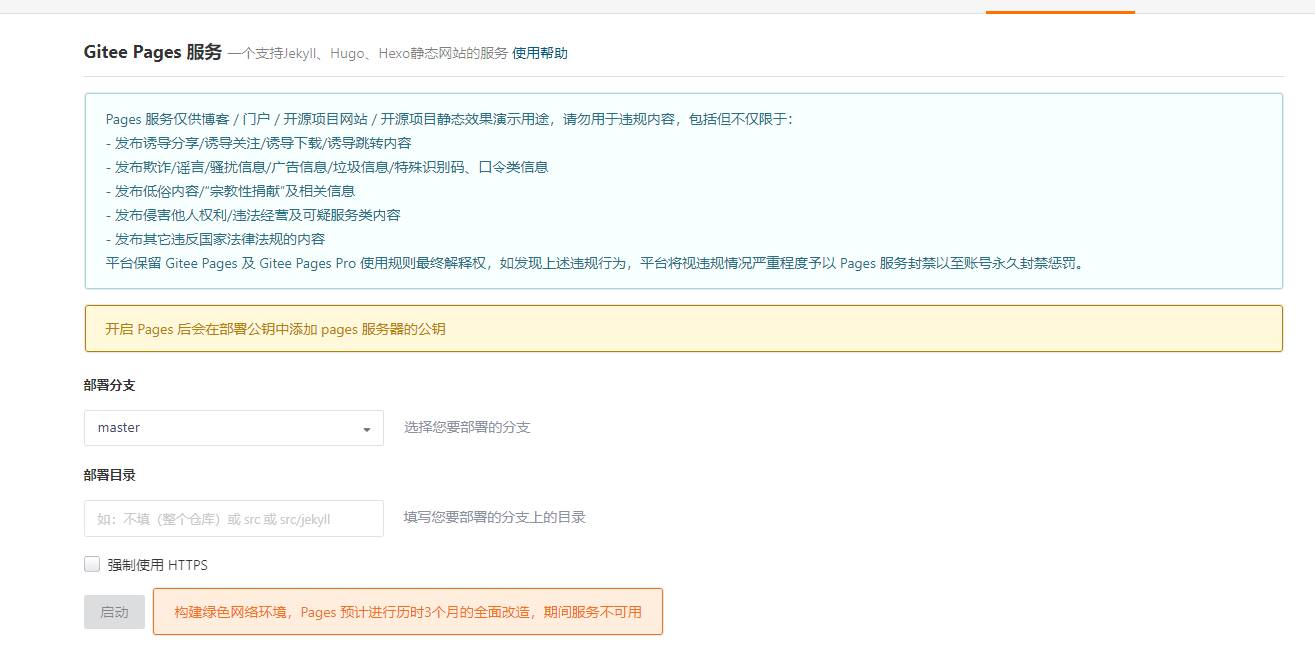 Gitee Pages 服务 一个支持Jekyll、Hugo、Hexo静态网站的服务 使用帮助
Pages 服务仅供博客 / 门户 / 开源项目网站 / 开源项目静态效果演示用途，请勿用于违规内容，包括但不仅限于：
- 发布诱导分享/诱导关注/诱导下载/诱导跳转内容
- 发布欺诈/谣言/骚扰信息/广告信息/垃圾信息/特殊识别码、口令类信息
- 发布低俗内容/“宗教性捐献”及相关信息
- 发布侵害他人权利/违法经营及可疑服务类内容
- 发布其它违反国家法律法规的内容
平台保留 Gitee Pages 及 Gitee Pages Pro 使用规则最终解释权，如发现上述违规行为，平台将视违规情况严重程度予以 Pages 服务封禁以至账号永久封禁惩罚。
开启 Pages 后会在部署公钥中添加 pages 服务器的公钥
部署分支
master 选择您要部署的分支
部署目录
如：不填（整个仓库）或 src 或 src/jekyll 填写您要部署的分支上的目录
强制使用 HTTPS
启动 构建绿色网络环境，Pages 预计进行历时3个月的全面改造，期间服务不可用